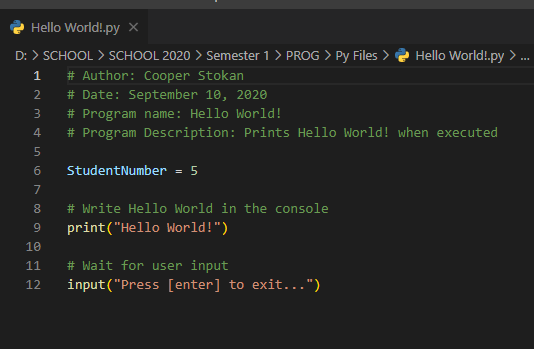 Hello World!.py
D: > SCHOOL > SCHOOL 2020 > Semester 1 > PROG > Py Files > Hello World!.py > ...
1 # Author: Cooper Stokan
2 # Date: September 10, 2020
3 # Program name: Hello World!
4 # Program Description: Prints Hello World! when executed
5
6 StudentNumber = 5
7
8 # Write Hello World in the console
9 print("Hello World!")
10
11 # Wait for user input
12 input("Press [enter] to exit...")